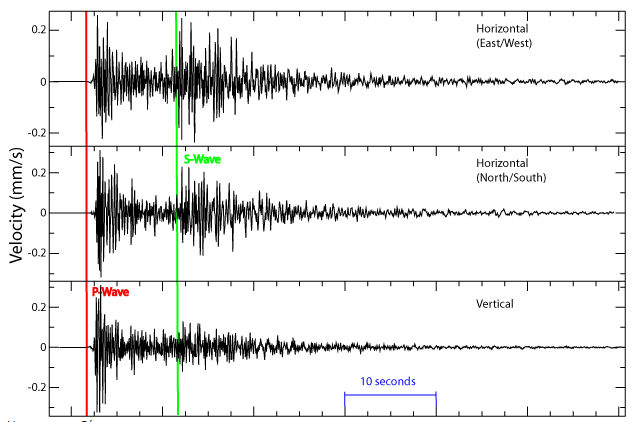 0.2
0
-0.2
Horizontal
(East/West)
S-Wave
0.2
0
-0.2
Horizontal
(North/South)
Velocity (mm/s)
P-Wave
0.2
0
-0.2
Vertical
10 seconds